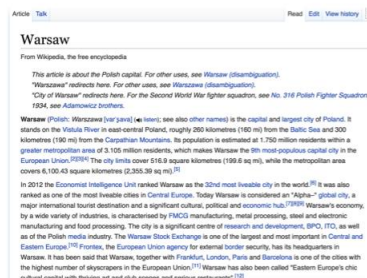 Article Talk Read Edit View history
Warsaw
From Wikipedia, the free encyclopedia
This article is about the Polish capital. For other uses, see Warsaw (disambiguation).
"Warszawa" redirects here. For other uses, see Warszawa (disambiguation).
"City of Warsaw" redirects here. For the Second World War fighter squadron, see No. 316 Polish Fighter Squadron
1934, see Adamowicz brothers.
Warsaw (Polish: Warszawa [varˈʂava] ( listen); see also other names) is the capital and largest city of Poland. It
stands on the Vistula River in east-central Poland, roughly 260 kilometres (160 mi) from the Baltic Sea and 300
kilometres (190 mi) from the Carpathian Mountains. Its population is estimated at 1.750 million residents within a
greater metropolitan area of 3.105 million residents, which makes Warsaw the 9th most-populous capital city in the
European Union.[2][3][4] The city limits cover 516.9 square kilometres (199.6 sq mi), while the metropolitan area
covers 6,100.43 square kilometres (2,355.39 sq mi).[5]
In 2012 the Economist Intelligence Unit ranked Warsaw as the 32nd most liveable city in the world.[6] It was also
ranked as one of the most liveable cities in Central Europe. Today Warsaw is considered an "Alpha–" global city, a
major international tourist destination and a significant cultural, political and economic hub.[7][8][9] Warsaw's economy,
by a wide variety of industries, is characterised by FMCG manufacturing, metal processing, steel and electronic
manufacturing and food processing. The city is a significant centre of research and development, BPO, ITO, as well
as of the Polish media industry. The Warsaw Stock Exchange is one of the largest and most important in Central and
Eastern Europe.[10] Frontex, the European Union agency for external border security, has its headquarters in
Warsaw. It has been said that Warsaw, together with Frankfurt, London, Paris and Barcelona is one of the cities with
the highest number of skyscrapers in the European Union.[11] Warsaw has also been called "Eastern Europe's chic